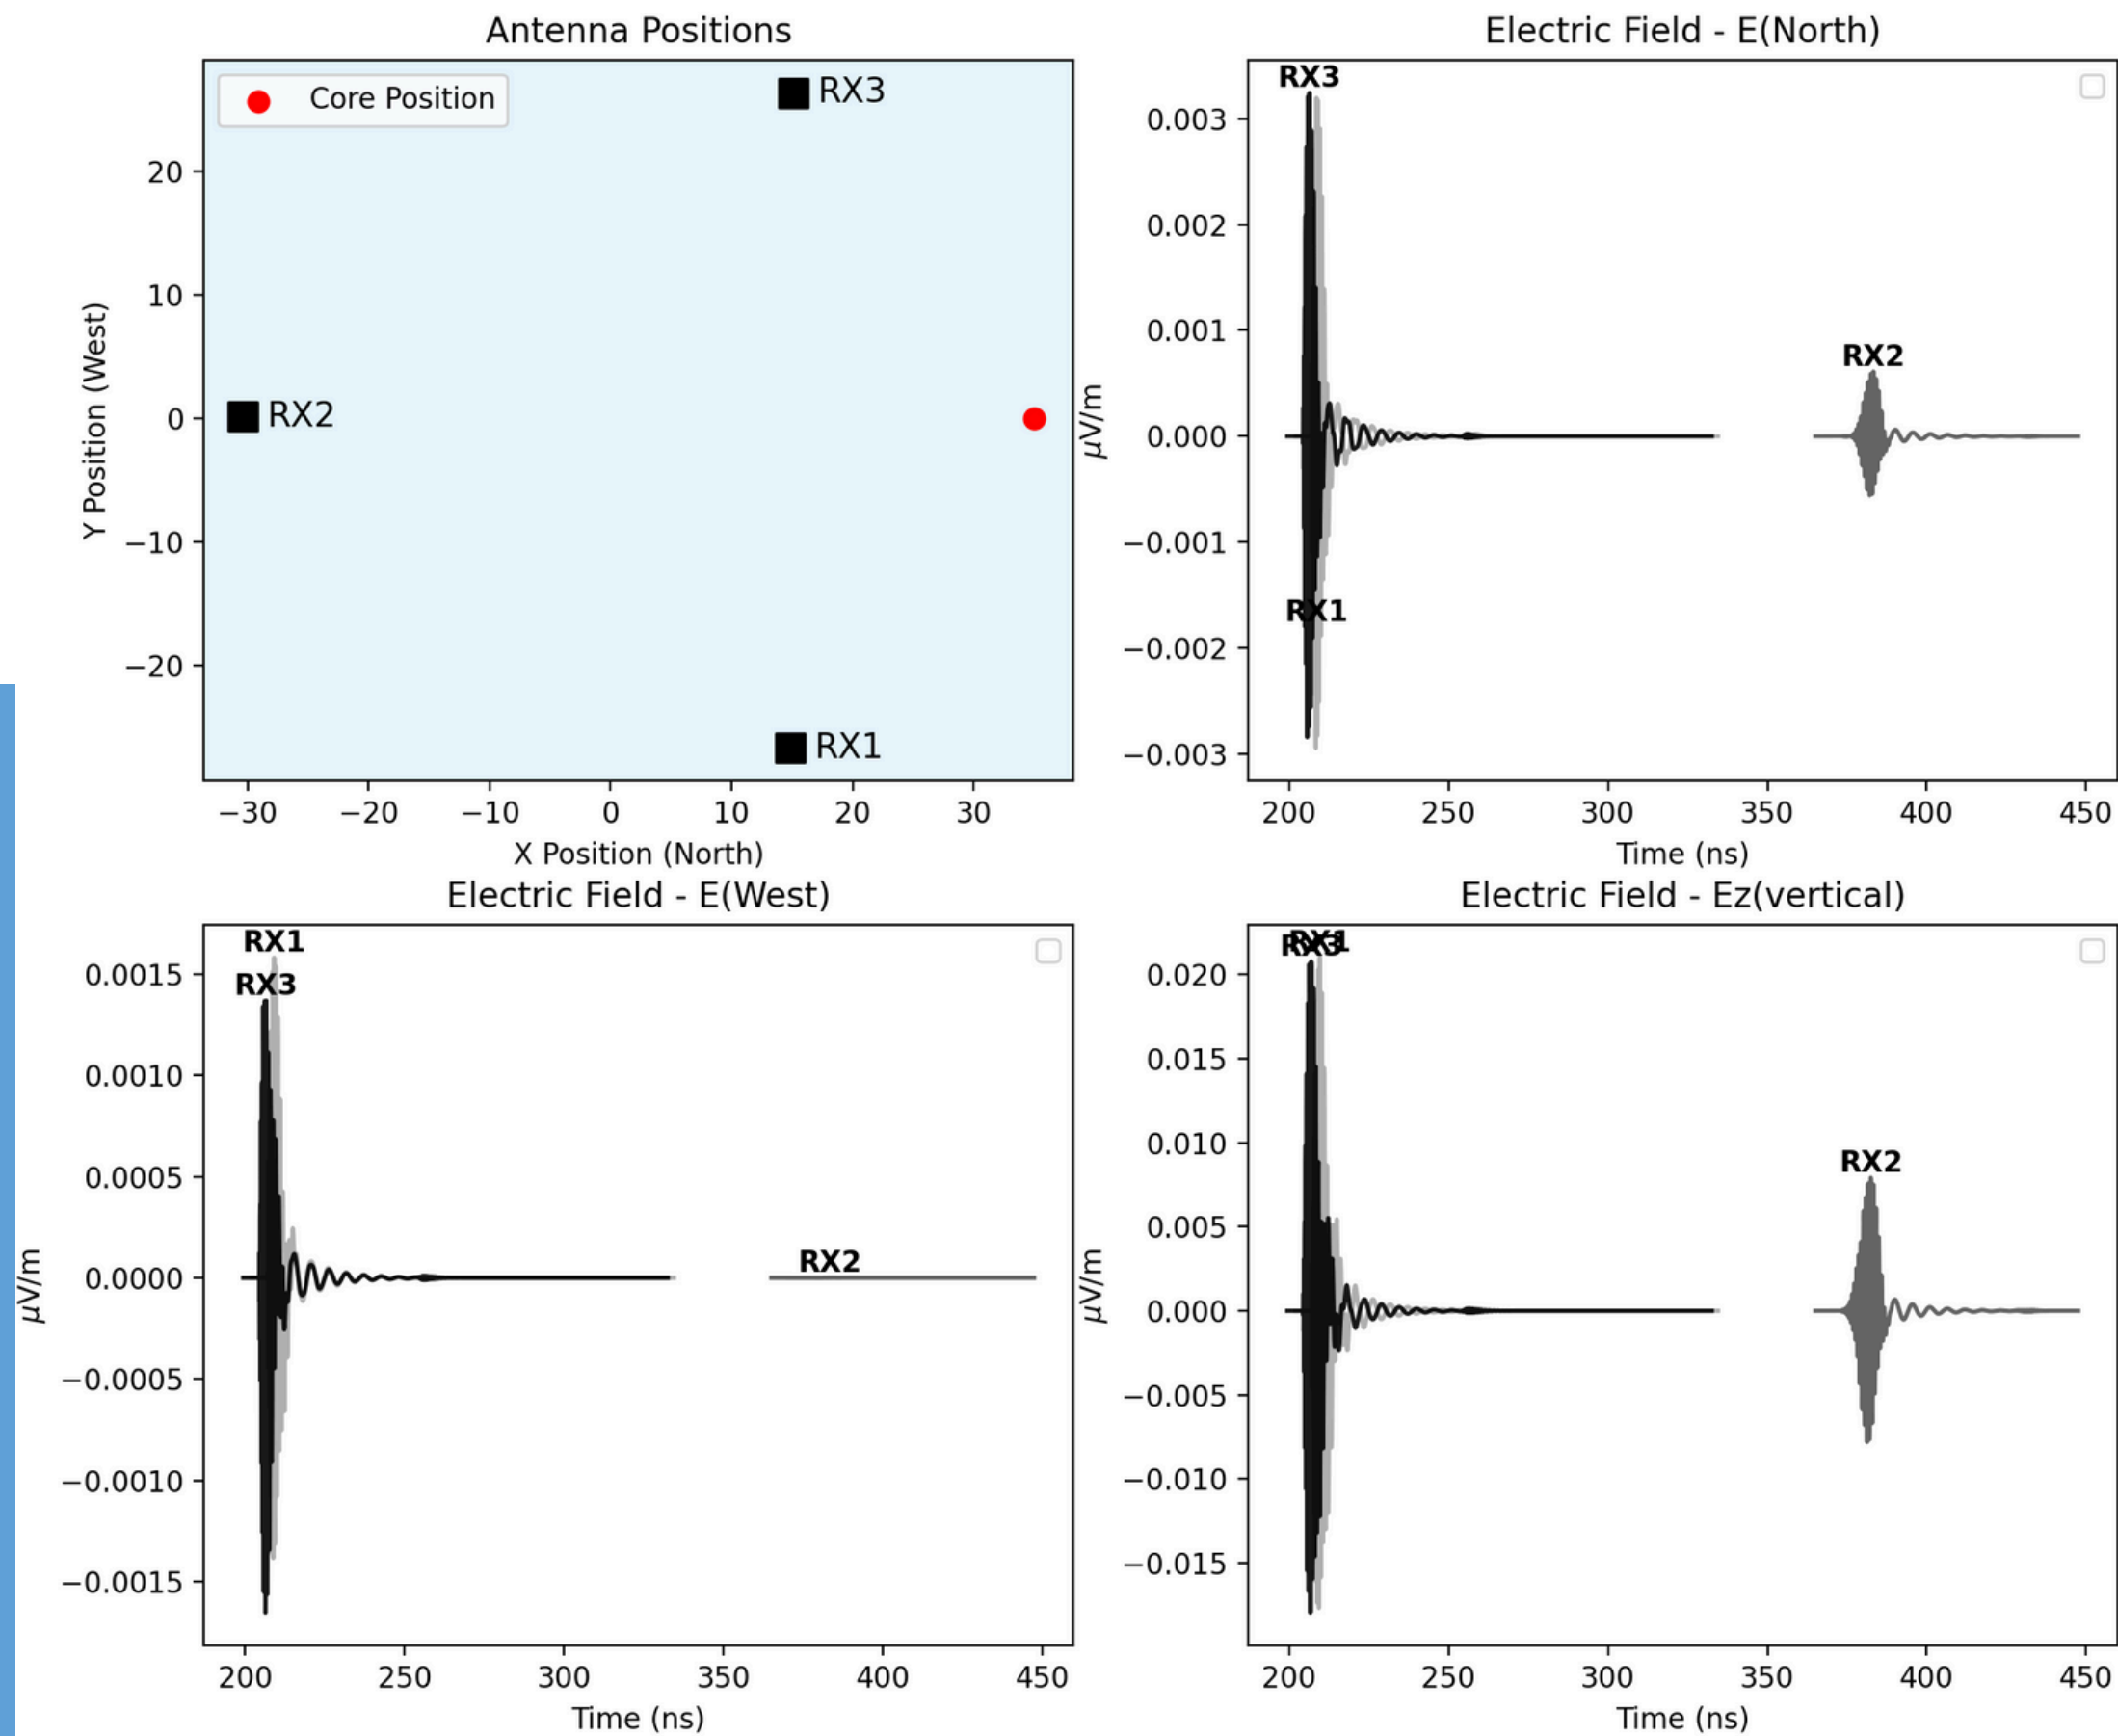 Antenna Positions
Core Position
RX3
RX2
RX1
20
10
0
−10
−20
Y Position (West)
−30
−20
−10
0
10
20
30
X Position (North)
Electric Field - E(North)
RX3
RX2
RX1
0.003
0.002
0.001
0.000
−0.001
−0.002
−0.003
μV/m
200
250
300
350
400
450
Time (ns)
Electric Field - E(West)
RX1
RX3
RX2
0.0015
0.0010
0.0005
0.0000
−0.0005
−0.0010
−0.0015
μV/m
200
250
300
350
400
450
Time (ns)
Electric Field - Ez(vertical)
RX3
RX1
RX2
0.020
0.015
0.010
0.005
0.000
−0.005
−0.010
−0.015
μV/m
200
250
300
350
400
450
Time (ns)